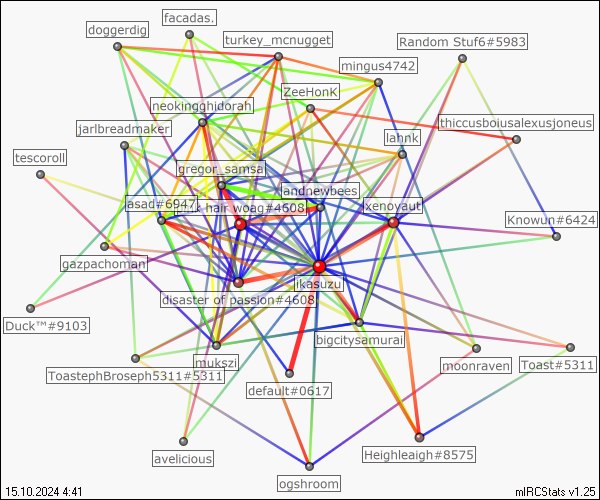 facadas.
doggerdig
turkey_mcnugget
Random Stuf6#5983
mingus4742
ZeeHonK
neokingghidorah
thiccusboiusalexusjoneus
jarlbreadmaker
lahnk
tescoroll
gregor_samsa
landnewbees
asad#6947
k hair woag#4608
xenoyaut
Knowun#6424
gazpachoman
jikasuzu
disaster of passion#4608
Duck™#9103
bigcitysamurai
mukszi
moonraven
Toast#5311
ToastephBroseph5311#5311
default#0617
Heighleaigh#8575
avelicious
ogshroom
15.10.2024 4:41
mIRCStats v1.25